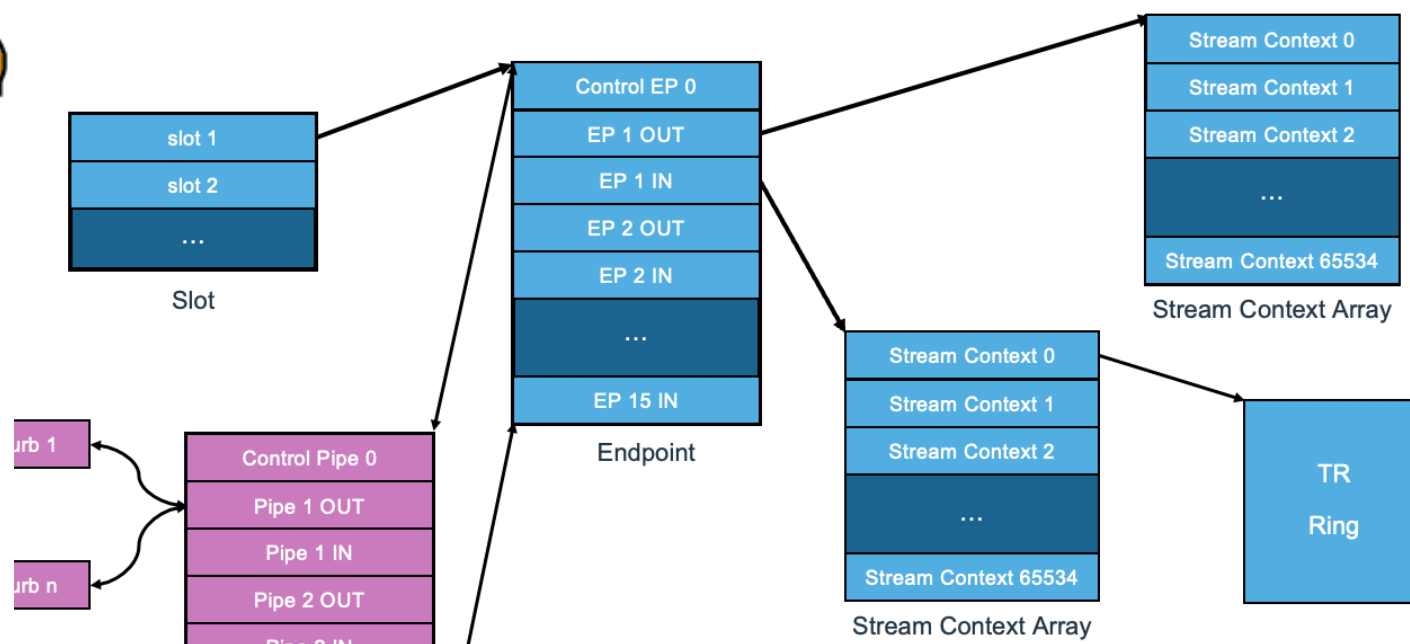 slot 1
slot 2
...
Slot
Control EP 0
EP 1 OUT
EP 1 IN
EP 2 OUT
EP 2 IN
...
EP 15 IN
Endpoint
Stream Context 0
Stream Context 1
Stream Context 2
...
Stream Context 65534
Stream Context Array
Stream Context 0
Stream Context 1
Stream Context 2
...
Stream Context 65534
Stream Context Array
TR
Ring
urb 1
urb n
Control Pipe 0
Pipe 1 OUT
Pipe 1 IN
Pipe 2 OUT
Pipe 2 IN